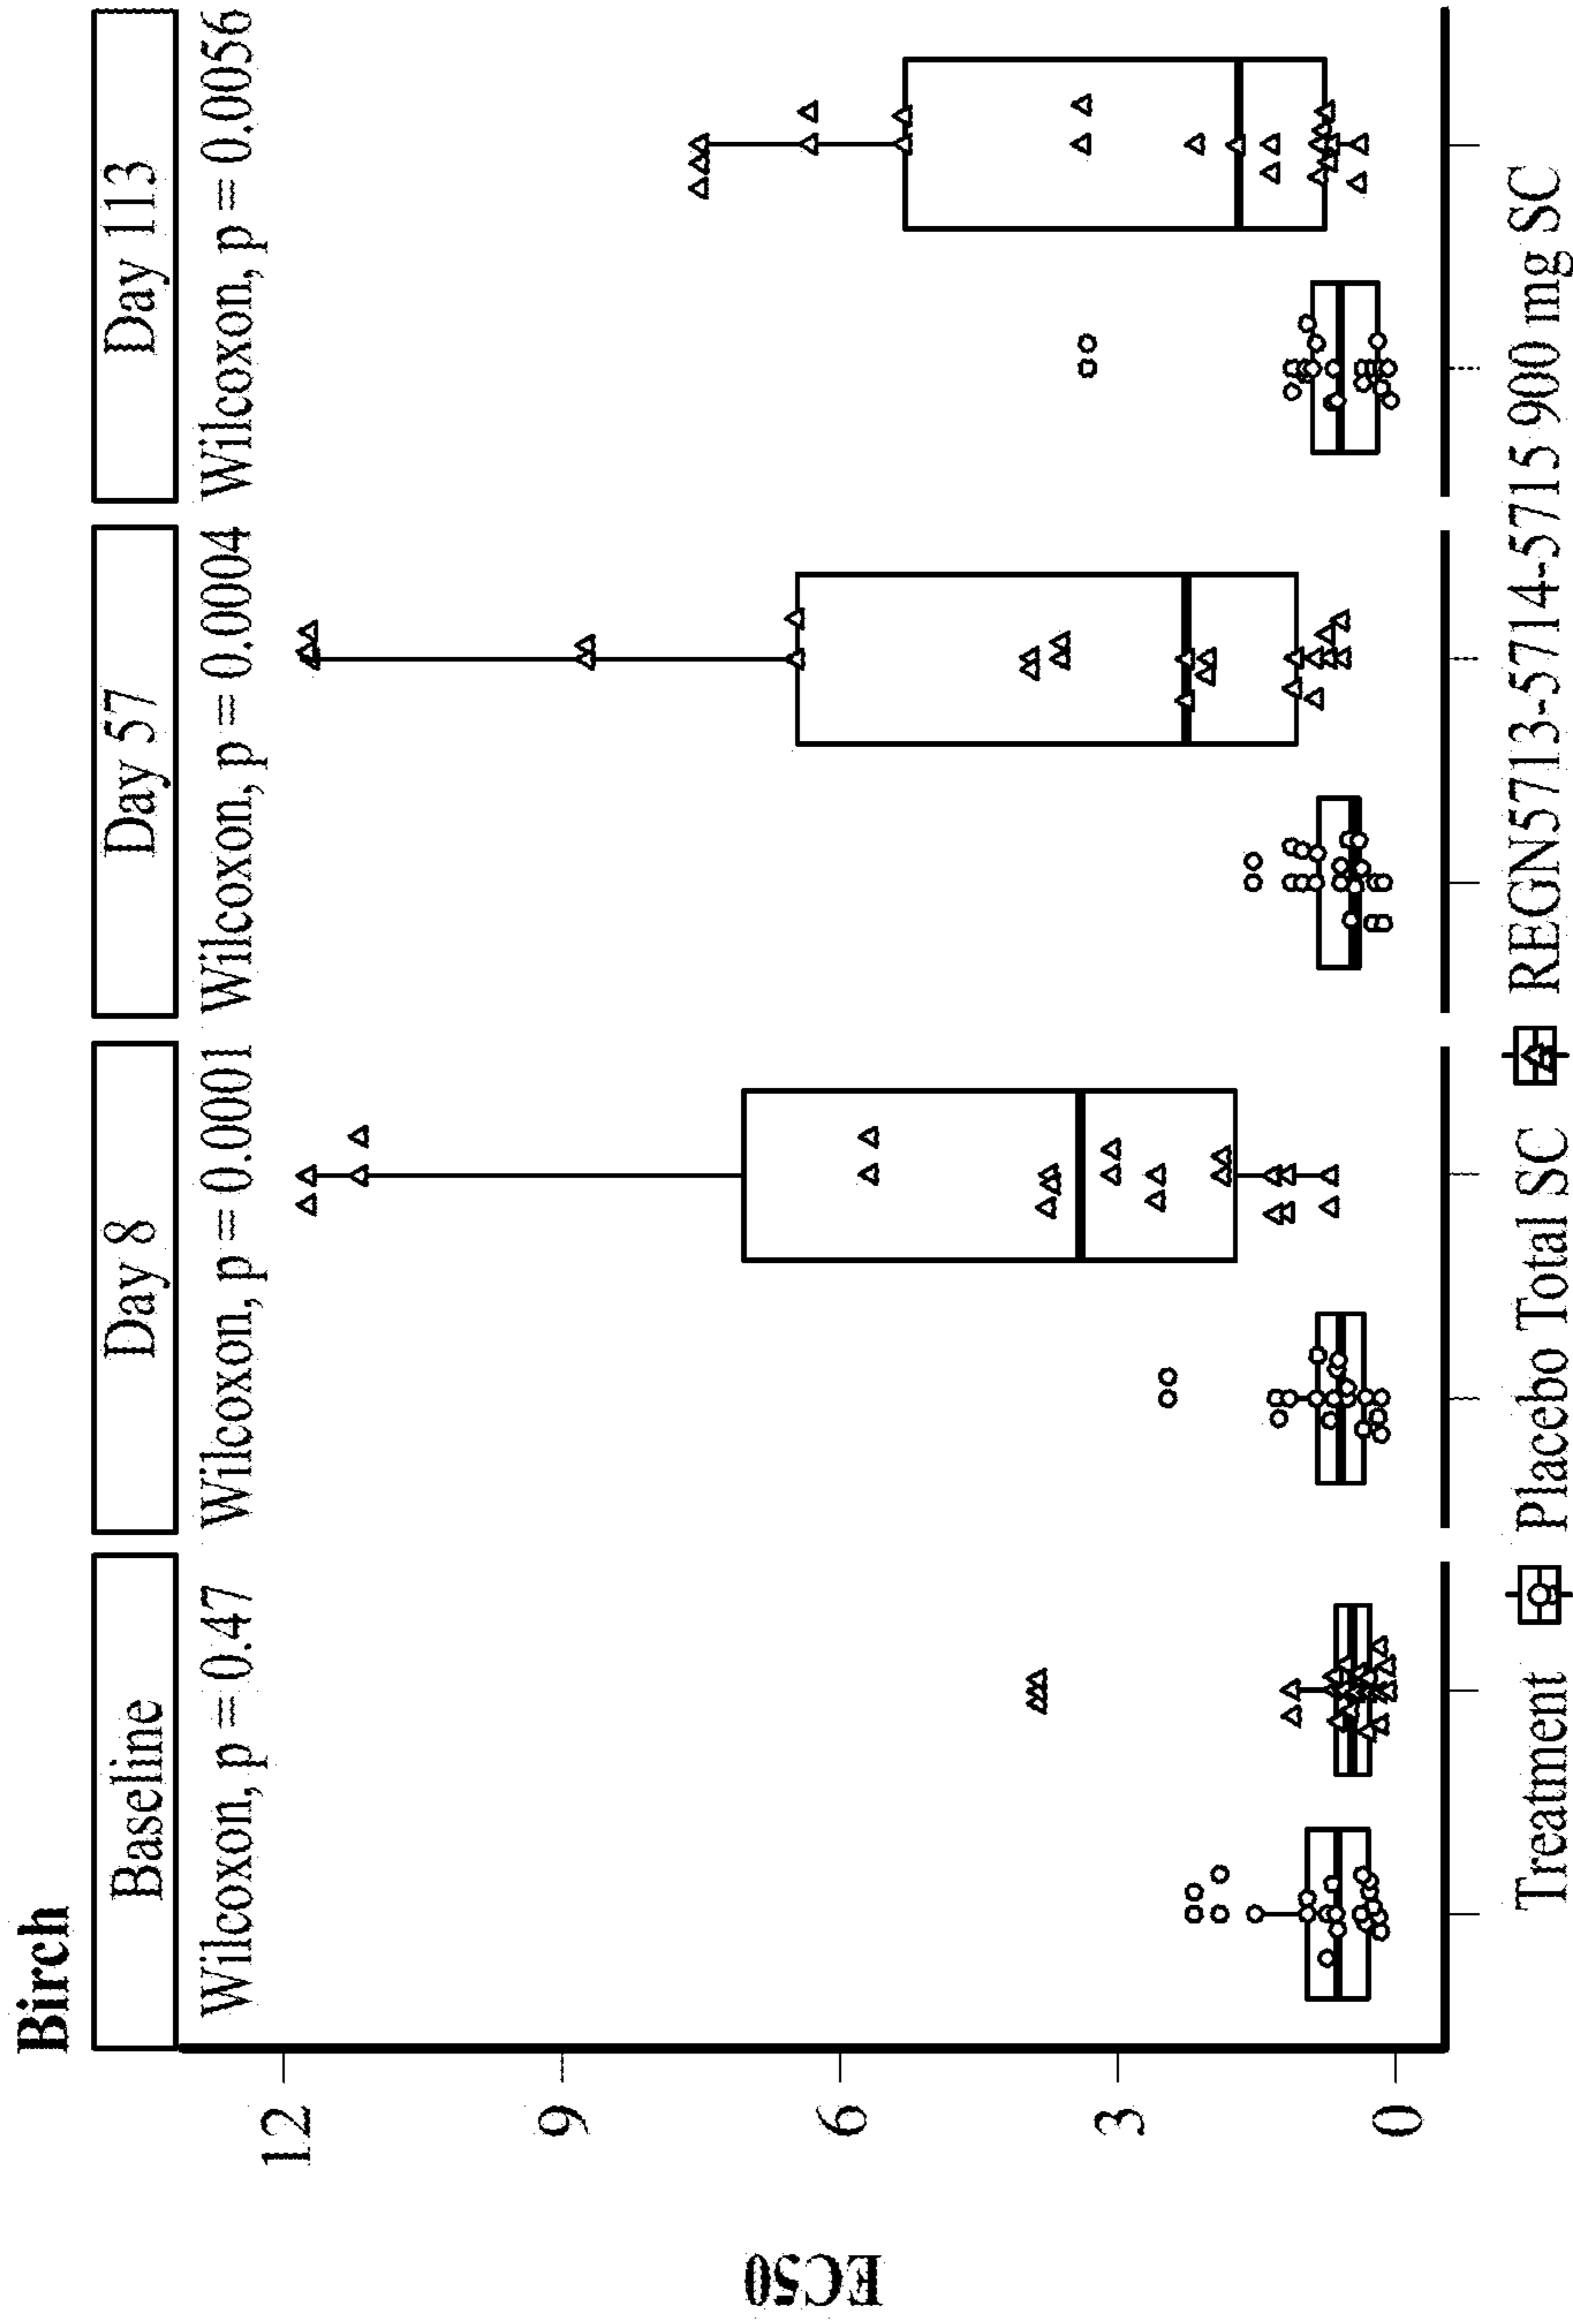 Birch
Baseline
Day 8
Day 57
Day 113
Wilcoxon, p = 0.47
Wilcoxon, p = 0.0001
Wilcoxon, p = 0.0004
Wilcoxon, p = 0.0056
EC50
12
9
6
3
0
Treatment
Placebo Total SC
REGN5713-5714-5715 900 mg SC